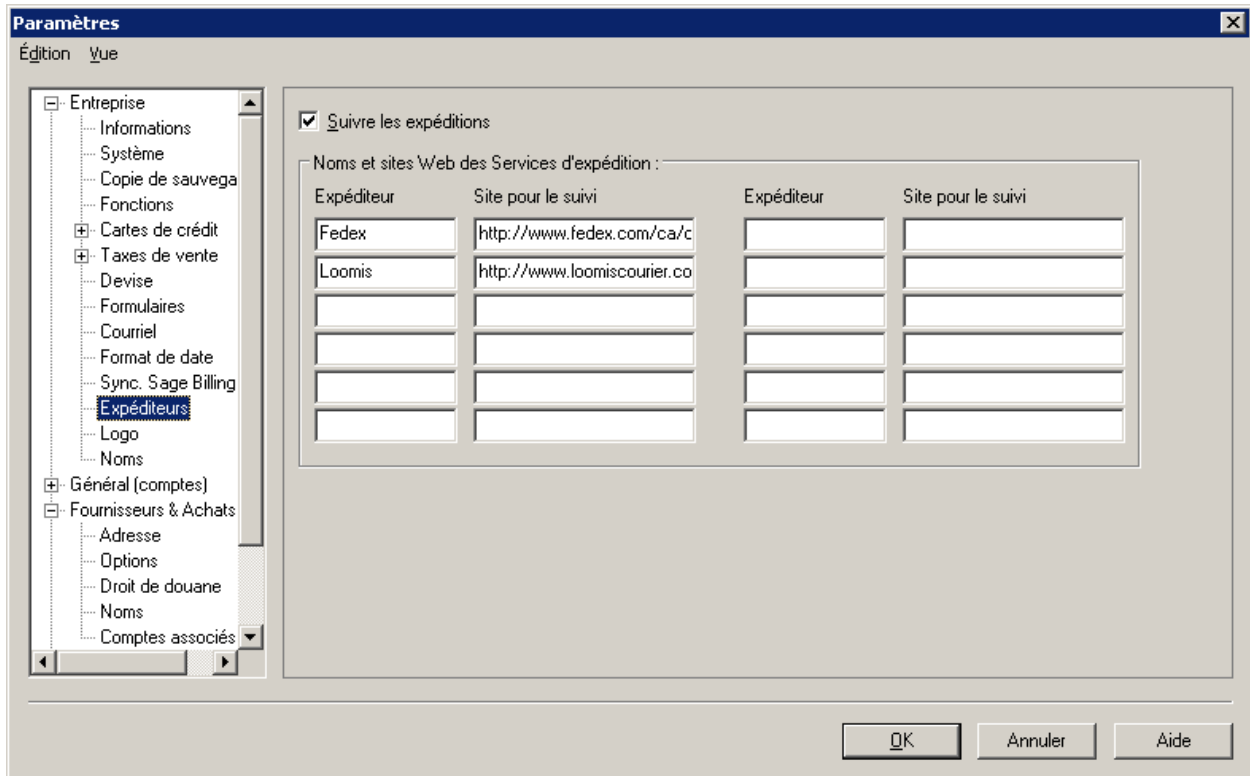 Paramètres
Édition Vue
Entreprise
Informations
Système
Copie de sauvega
Fonctions
Cartes de crédit
Taxes de vente
Devise
Formulaires
Courriel
Format de date
Sync. Sage Billing
Expéditeurs
Logo
Noms
Général (comptes)
Fournisseurs & Achats
Adresse
Options
Droit de douane
Noms
Comptes associés
Suivre les expéditions
Noms et sites Web des Services d'expédition :
Expéditeur Site pour le suivi Expéditeur Site pour le suivi
Fedex http://www.fedex.com/ca/c
Loomis http://www.loomiscourier.co
OK Annuler Aide